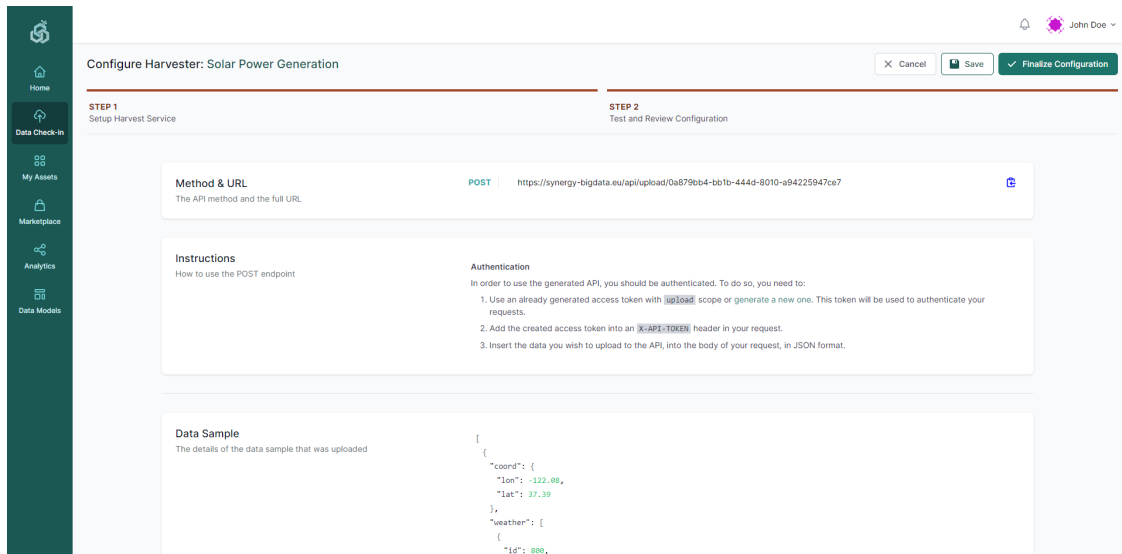 John Doe
Configure Harvester: Solar Power Generation
Cancel
Save
Finalize Configuration
Home
Data Check-in
My Assets
Marketplace
Analytics
Data Models
STEP 1
Setup Harvest Service
STEP 2
Test and Review Configuration
Method & URL
The API method and the full URL
POST
https://synergy-bigdata.eu/api/upload/0a879bb4-bb1b-444d-8010-a94225947ce7
Instructions
How to use the POST endpoint
Authentication
In order to use the generated API, you should be authenticated. To do so, you need to:
1. Use an already generated access token with upload scope or generate a new one. This token will be used to authenticate your
requests.
2. Add the created access token into an X-API-TOKEN header in your request.
3. Insert the data you wish to upload to the API, into the body of your request, in JSON format.
Data Sample
The details of the data sample that was uploaded
[
{
"coord": {
"lon": -122.08,
"lat": 37.39
},
"weather": [
{
"id": 800,